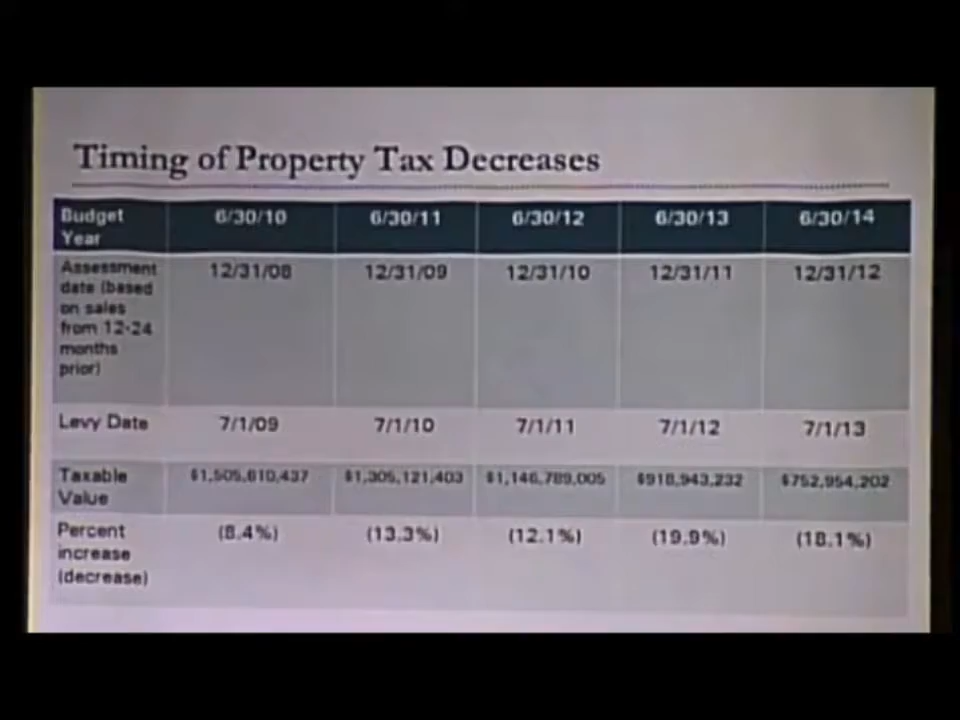 Timing of Property Tax Decreases
Budget Year 6/30/10 6/30/11 6/30/12 6/30/13 6/30/14
Assessment date (based on sales from 12-24 months prior) 12/31/08 12/31/09 12/31/10 12/31/11 12/31/12
Levy Date 7/1/09 7/1/10 7/1/11 7/1/12 7/1/13
Taxable Value $1,505,610,437 $1,305,121,403 $1,146,789,005 $918,943,232 $752,954,202
Percent increase (decrease) (8.4%) (13.3%) (12.1%) (19.9%) (18.1%)